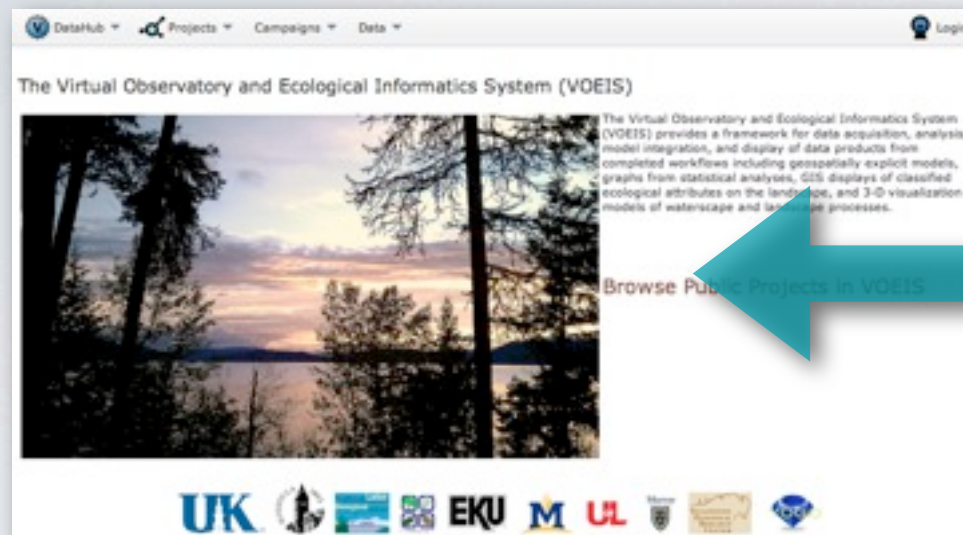 DataHub Projects Campaigns Data Login
The Virtual Observatory and Ecological Informatics System (VOEIS)
The Virtual Observatory and Ecological Informatics System
(VOEIS) provides a framework for data acquisition, analysis
model integration, and display of data products from
completed workflows including geospatially explicit models,
graphs from statistical analyses, GIS displays of classified
ecological attributes on the landscape, and 3-D visualization
models of waterscape and landscape processes.
Browse Public Projects in VOEIS
UK EKU M UL